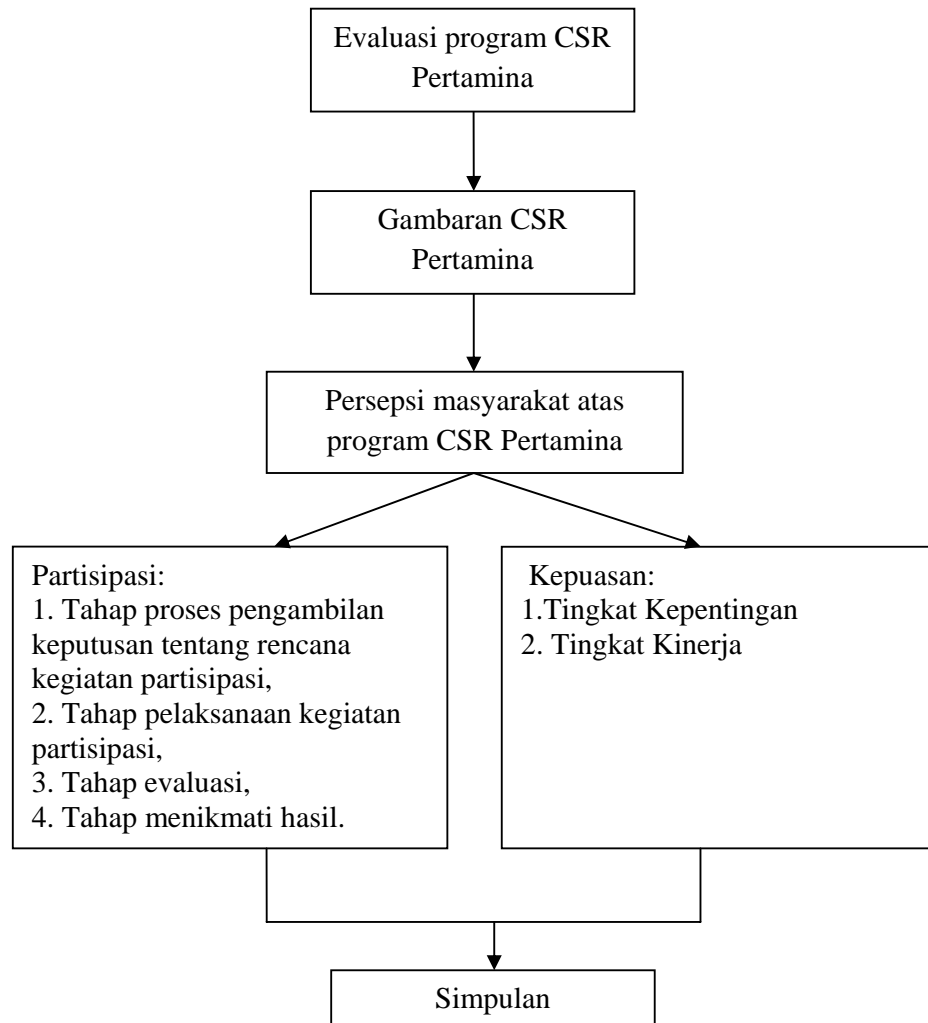 Evaluasi program CSR
Pertamina
Gambaran CSR
Pertamina
Persepsi masyarakat atas
program CSR Pertamina
Partisipasi:
1. Tahap proses pengambilan
keputusan tentang rencana
kegiatan partisipasi,
2. Tahap pelaksanaan kegiatan
partisipasi,
3. Tahap evaluasi,
4. Tahap menikmati hasil.
Kepuasan:
1.Tingkat Kepentingan
2. Tingkat Kinerja
Simpulan